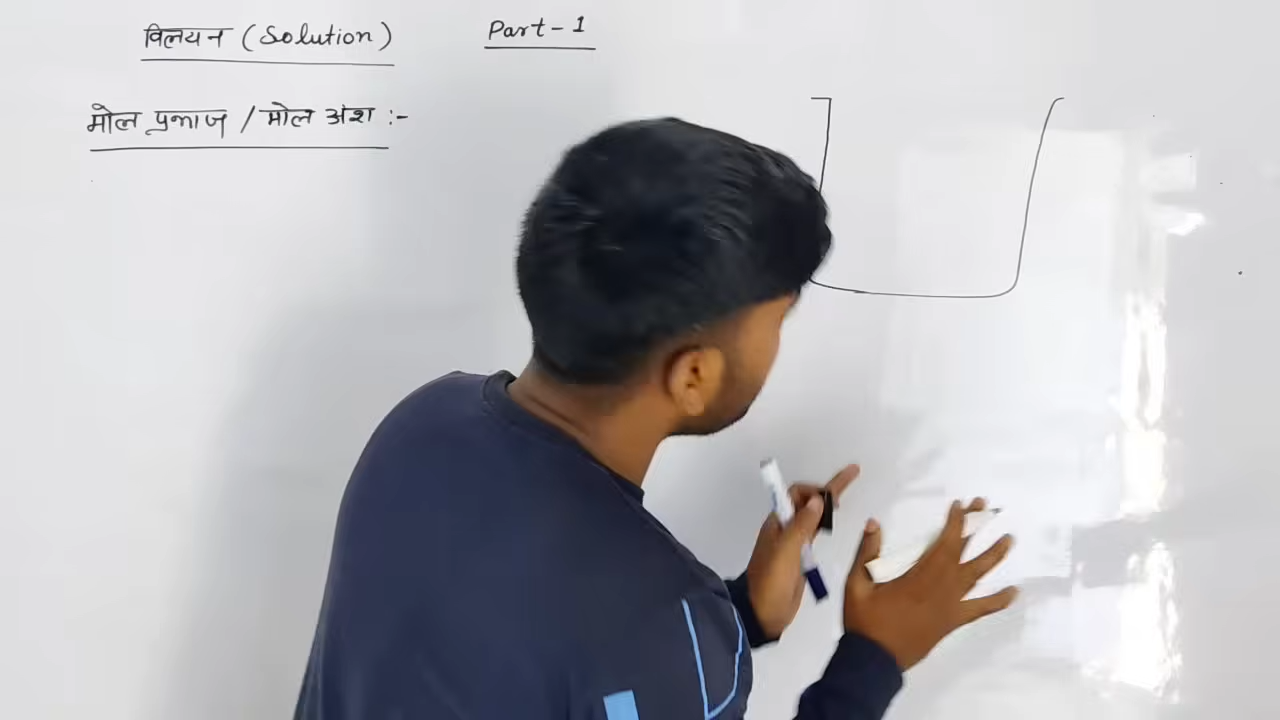 विलयन (Solution) Part-1
मोल प्रभाज / मोल अंश :-